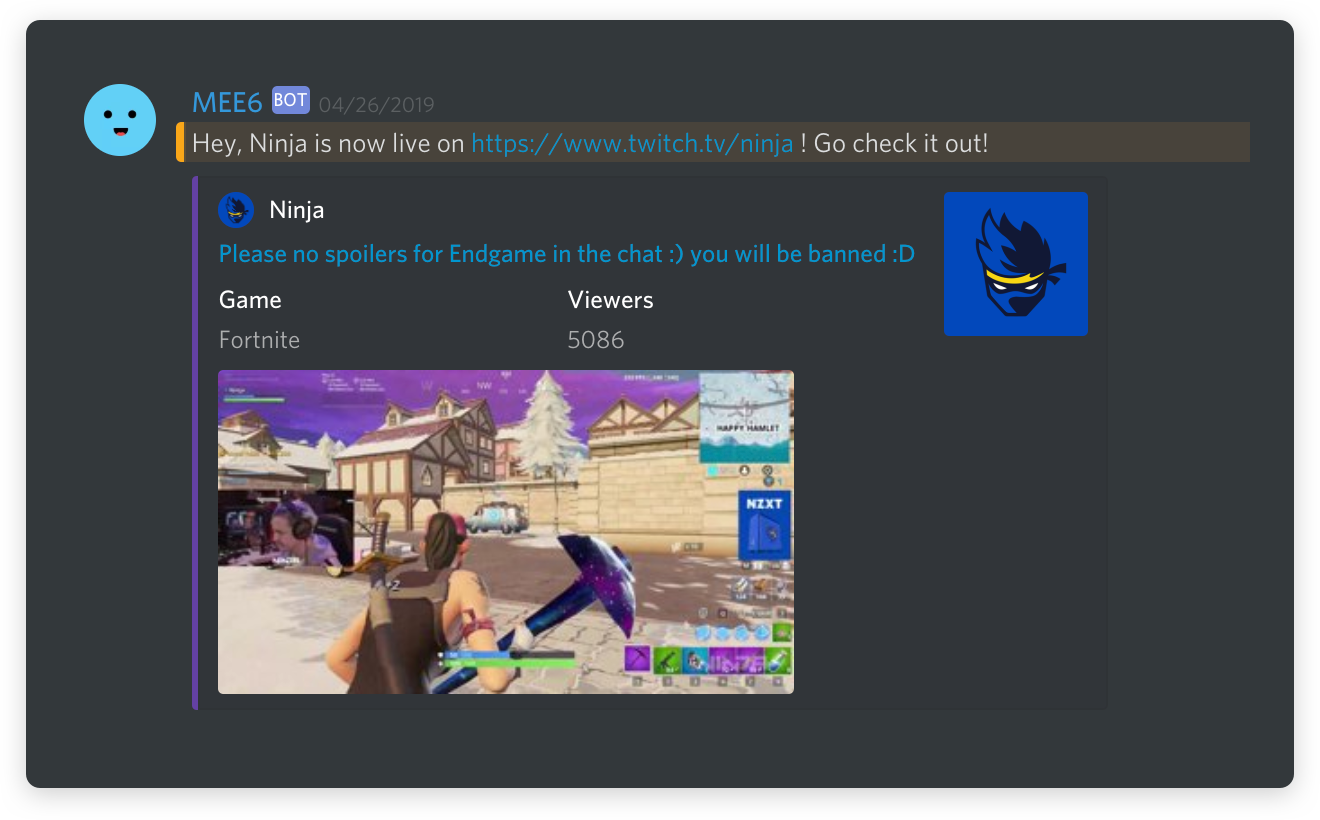 MEE6 BOT 04/26/2019
Hey, Ninja is now live on https://www.twitch.tv/ninja ! Go check it out!
Ninja
Please no spoilers for Endgame in the chat :) you will be banned :D
Game Viewers
Fortnite 5086
NW
HAPPY HAMLET
NZXT
+2